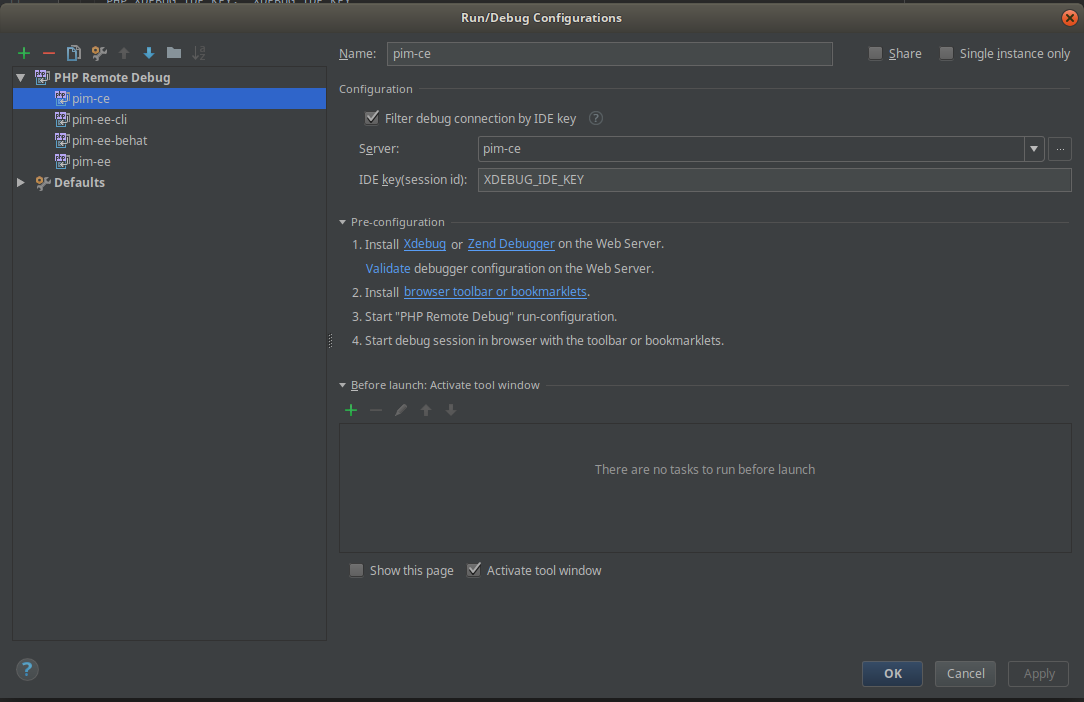 PHP_XDEBUG_IDE_KEY: XDEBUG_IDE_KEY
Run/Debug Configurations
Name: pim-ce
Share
Single instance only
PHP Remote Debug
pim-ce
pim-ee-cli
pim-ee-behat
pim-ee
Defaults
Configuration
Filter debug connection by IDE key ?
Server: pim-ce ...
IDE key(session id): XDEBUG_IDE_KEY
Pre-configuration
1. Install Xdebug or Zend Debugger on the Web Server.
Validate debugger configuration on the Web Server.
2. Install browser toolbar or bookmarklets.
3. Start "PHP Remote Debug" run-configuration.
4. Start debug session in browser with the toolbar or bookmarklets.
Before launch: Activate tool window
There are no tasks to run before launch
Show this page
Activate tool window
?
OK
Cancel
Apply